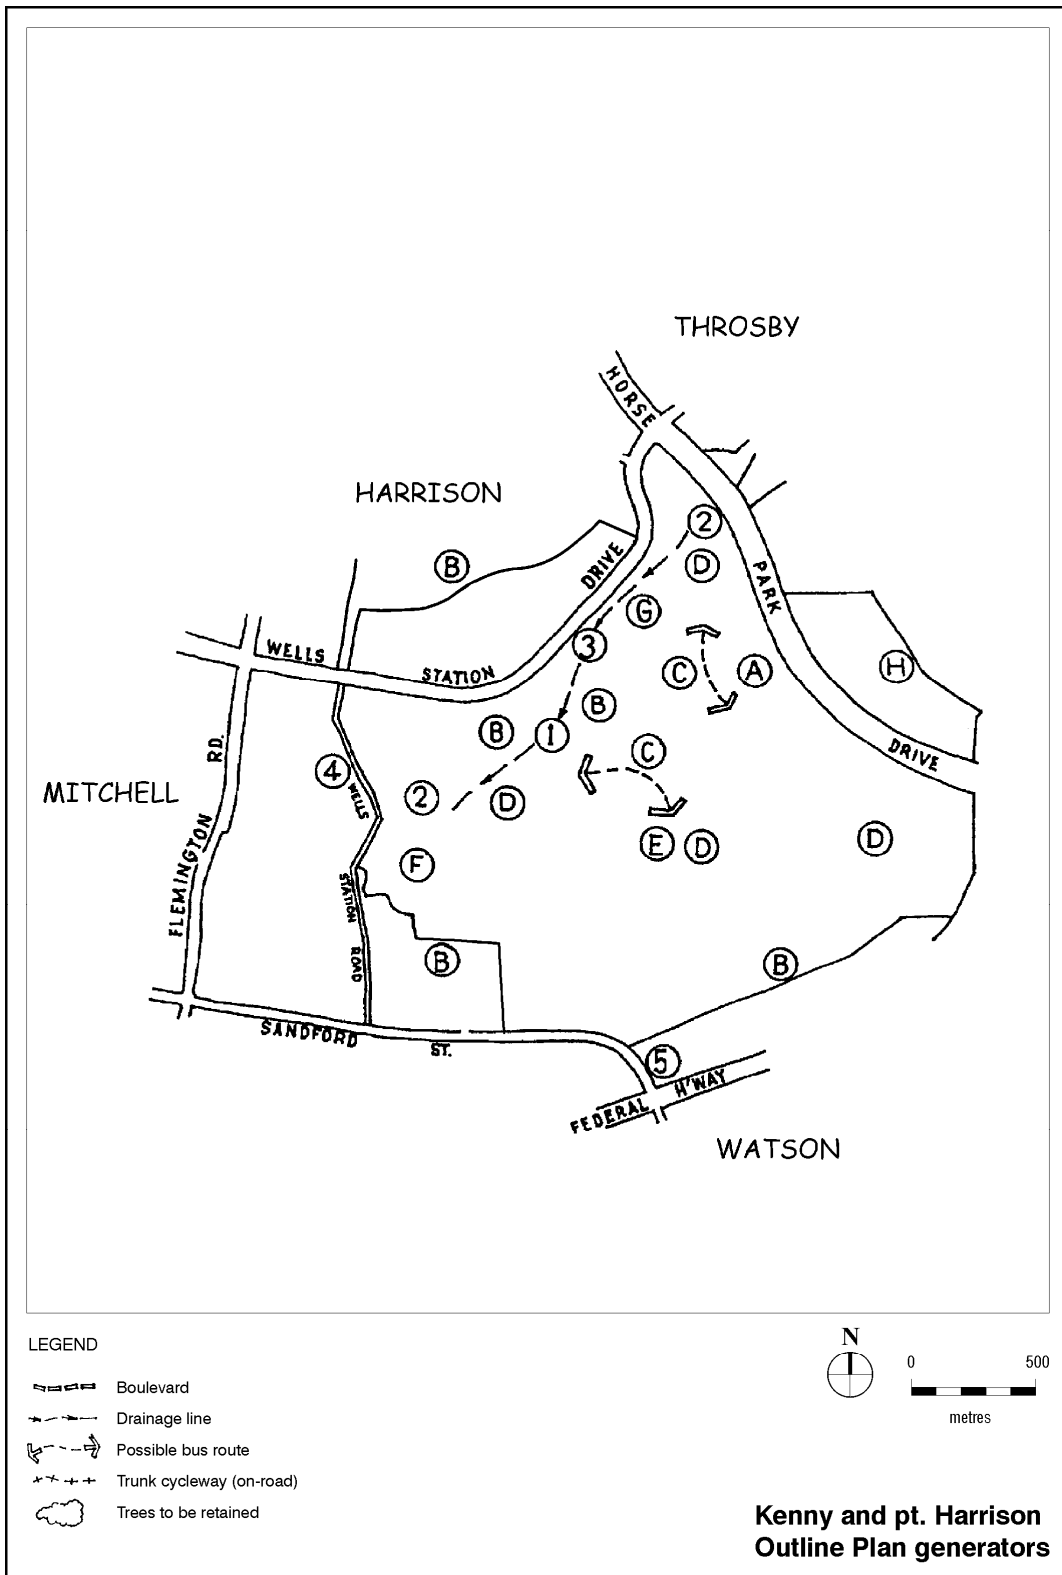 THROSBY
HORSE
PARK
DRIVE
HARRISON
2
B
DRIVE
D
G
WELLS
STATION
3
C
A
H
B
B
1
C
RD.
4
MITCHELL
WELLS
2
D
FLEMINGTON
E
D
D
F
STATION
ROAD
B
B
SANDFORD
ST.
5
FEDERAL H'WAY
WATSON
LEGEND
Boulevard
Drainage line
Possible bus route
Trunk cycleway (on-road)
Trees to be retained
N
0 500
metres
Kenny and pt. Harrison
Outline Plan generators